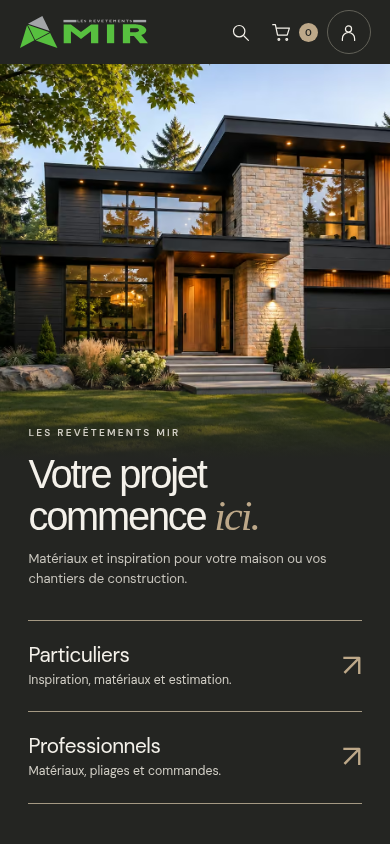 LES REVÊTEMENTS
MIR
0
LES REVÊTEMENTS MIR
Votre projet
commence ici.
Matériaux et inspiration pour votre maison ou vos
chantiers de construction.
Particuliers
Inspiration, matériaux et estimation.
Professionnels
Matériaux, pliages et commandes.